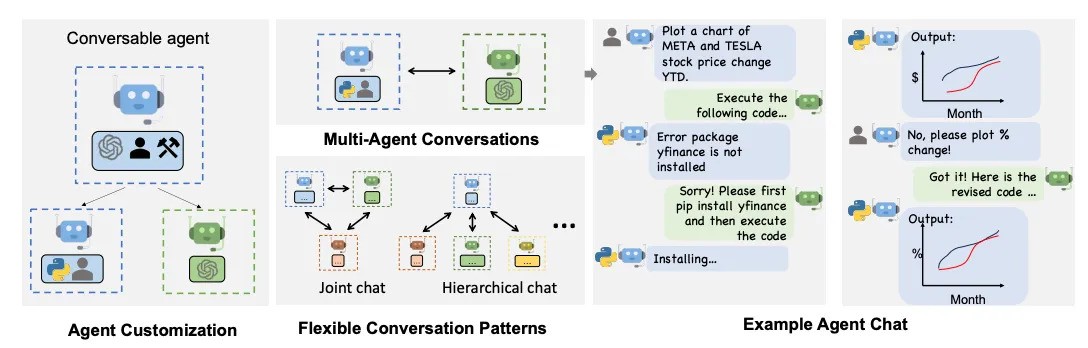 Conversable agent
Agent Customization
Multi-Agent Conversations
...
...
...
...
...
...
...
...
Joint chat
Hierarchical chat
Flexible Conversation Patterns
Plot a chart of
META and TESLA
stock price change
YTD.
Execute the
following code...
Error package
yfinance is not
installed
Sorry! Please first
pip install yfinance
and then execute
the code
Installing...
Output:
$
Month
No, please plot %
change!
Got it! Here is the
revised code ...
Output:
%
Month
Example Agent Chat